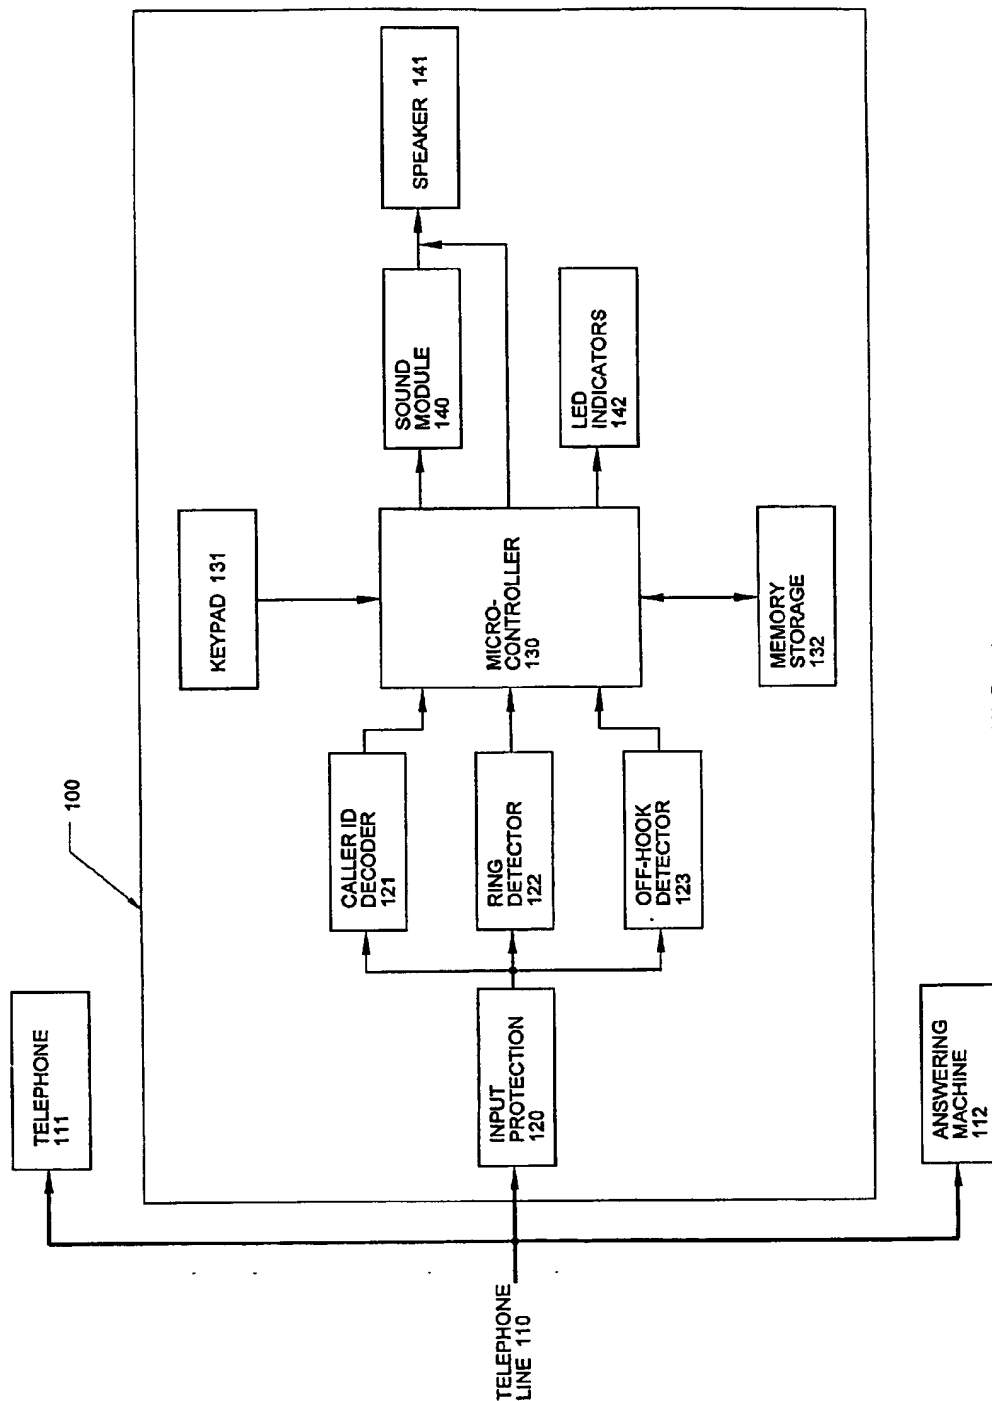 100
TELEPHONE
111
KEYPAD 131
SPEAKER 141
SOUND
MODULE
140
CALLER ID
DECODER
121
MICRO-
CONTROLLER
130
RING
DETECTOR
122
INPUT
PROTECTION
120
TELEPHONE
LINE 110
LED
INDICATORS
142
OFF-HOOK
DETECTOR
123
MEMORY
STORAGE
132
ANSWERING
MACHINE
112